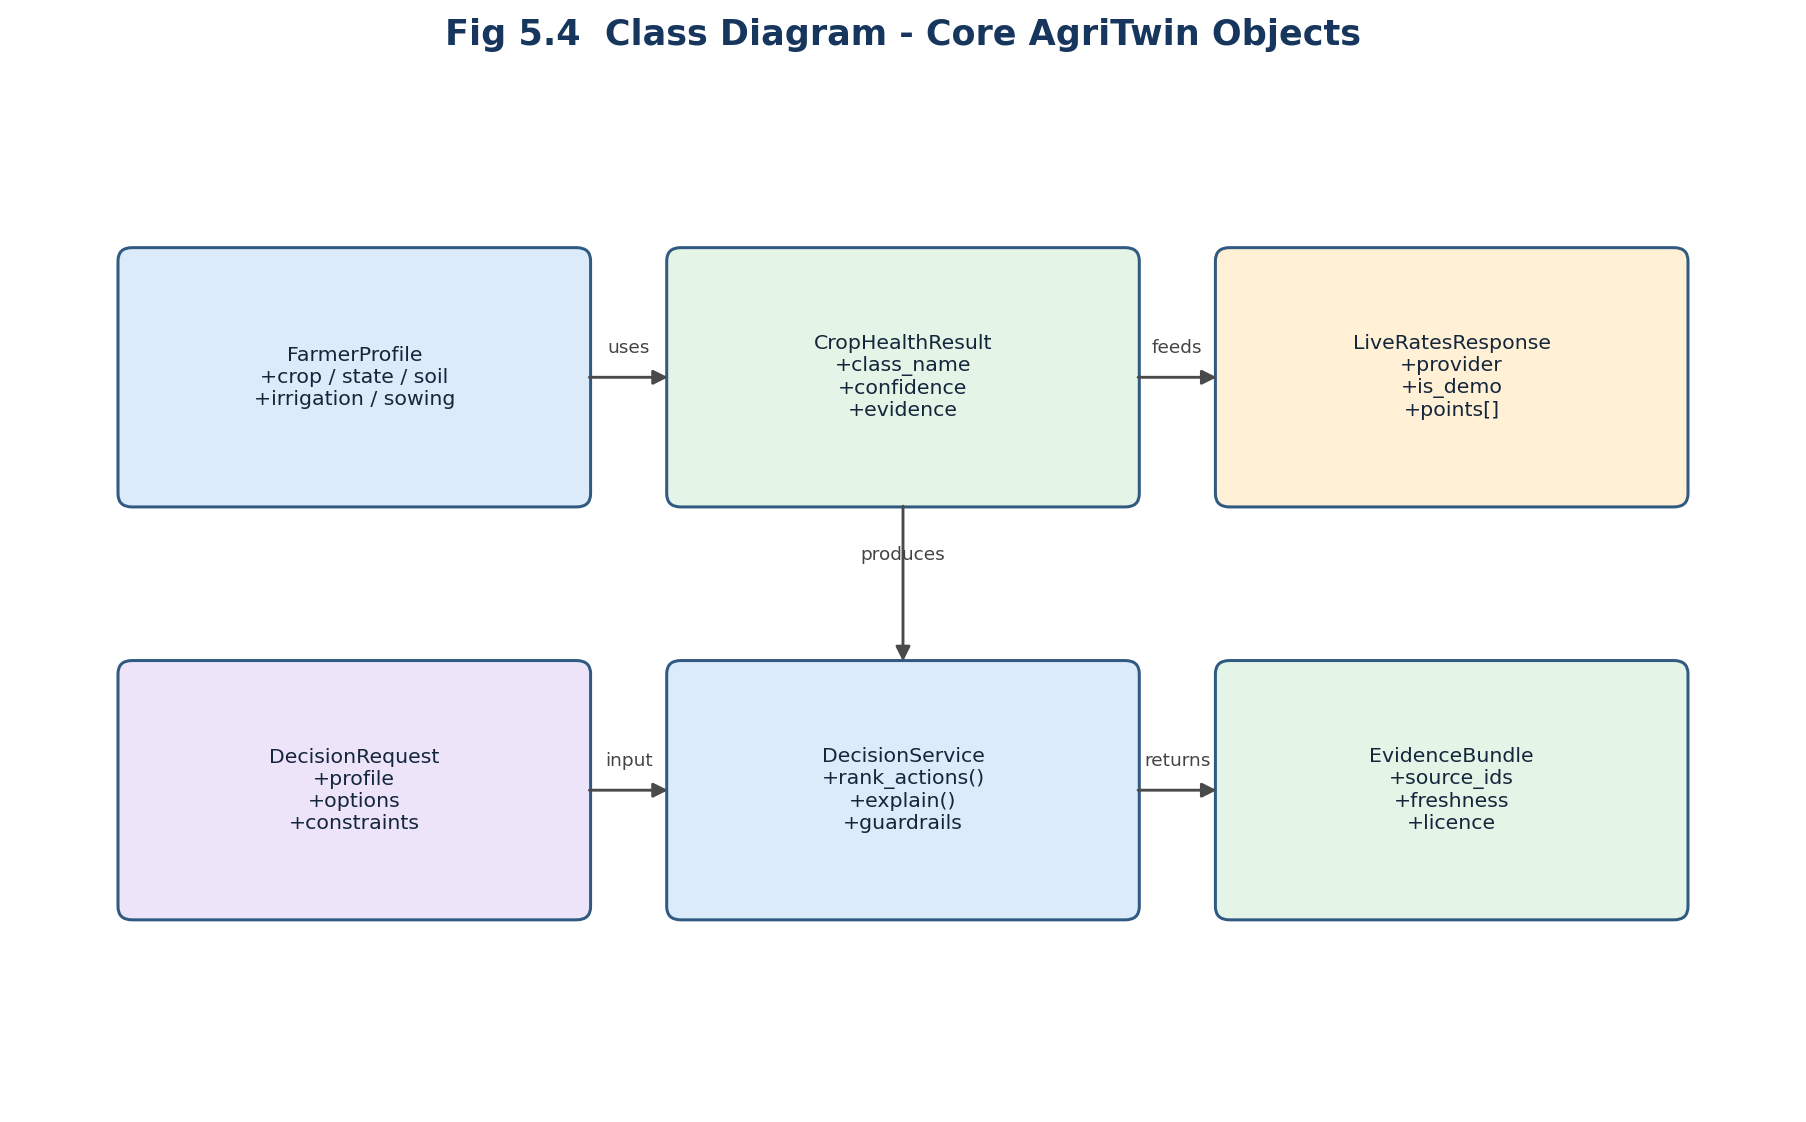 Fig 5.4  Class Diagram - Core AgriTwin Objects
FarmerProfile
+crop / state / soil
+irrigation / sowing
uses
CropHealthResult
+class_name
+confidence
+evidence
feeds
LiveRatesResponse
+provider
+is_demo
+points[]
produces
DecisionRequest
+profile
+options
+constraints
input
DecisionService
+rank_actions()
+explain()
+guardrails
returns
EvidenceBundle
+source_ids
+freshness
+licence